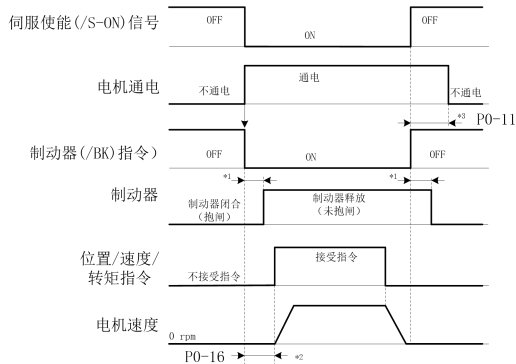 伺服使能(/S-ON)信号
OFF
ON
OFF
电机通电
不通电
通电
不通电
*3
P0-11
制动器(/BK)指令)
OFF
ON
OFF
*1
*1
制动器
制动器闭合
(抱闸)
制动器释放
(未抱闸)
位置/速度/
转矩指令
不接受指令
接受指令
电机速度
0 rpm
P0-16
*2